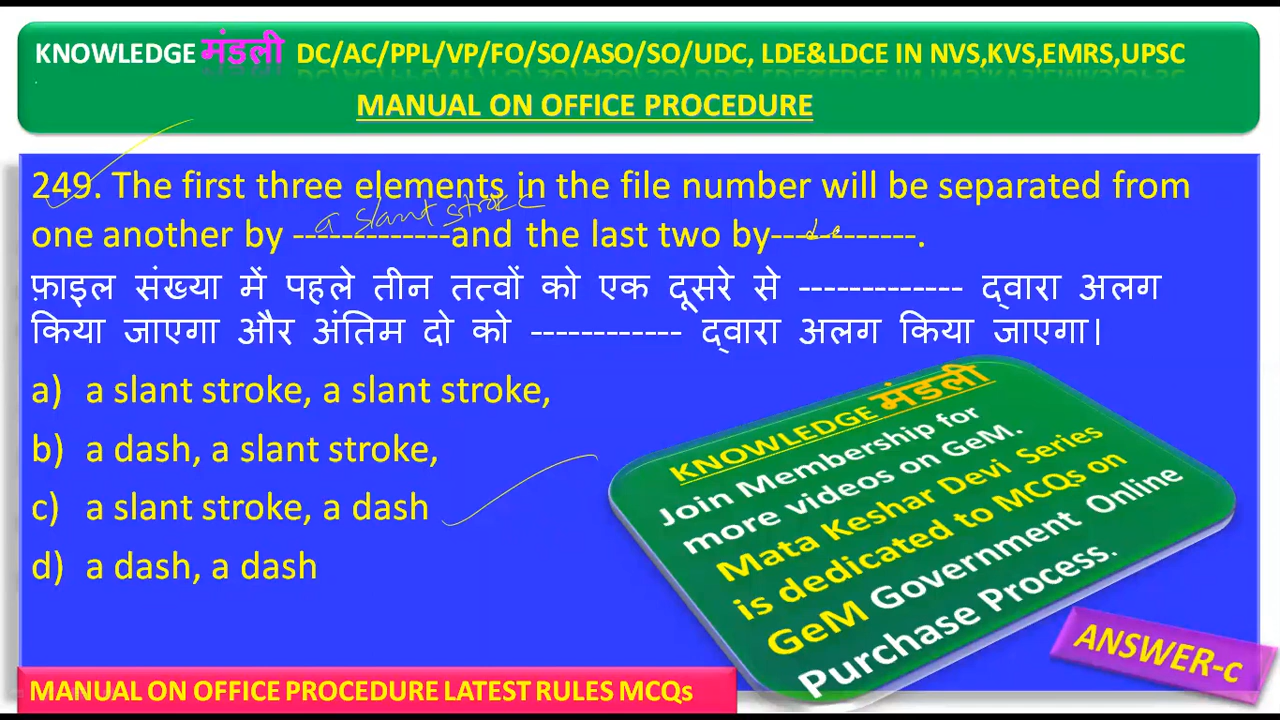 KNOWLEDGE मंडली DC/AC/PPL/VP/FO/SO/ASO/SO/UDC, LDE&LDCE IN NVS,KVS,EMRS,UPSC
MANUAL ON OFFICE PROCEDURE
249. The first three elements in the file number will be separated from
a slant stroke
one another by -------------and the last two by------------.
फ़ाइल संख्या में पहले तीन तत्वों को एक दूसरे से ------------- द्वारा अलग
किया जाएगा और अंतिम दो को ------------ द्वारा अलग किया जाएगा।
a) a slant stroke, a slant stroke,
b) a dash, a slant stroke,
c) a slant stroke, a dash
d) a dash, a dash
KNOWLEDGE मंडली
Join Membership for
more videos on GeM.
Mata Keshar Devi Series
is dedicated to MCQs on
GeM Government Online
Purchase Process.
ANSWER-c
MANUAL ON OFFICE PROCEDURE LATEST RULES MCQs